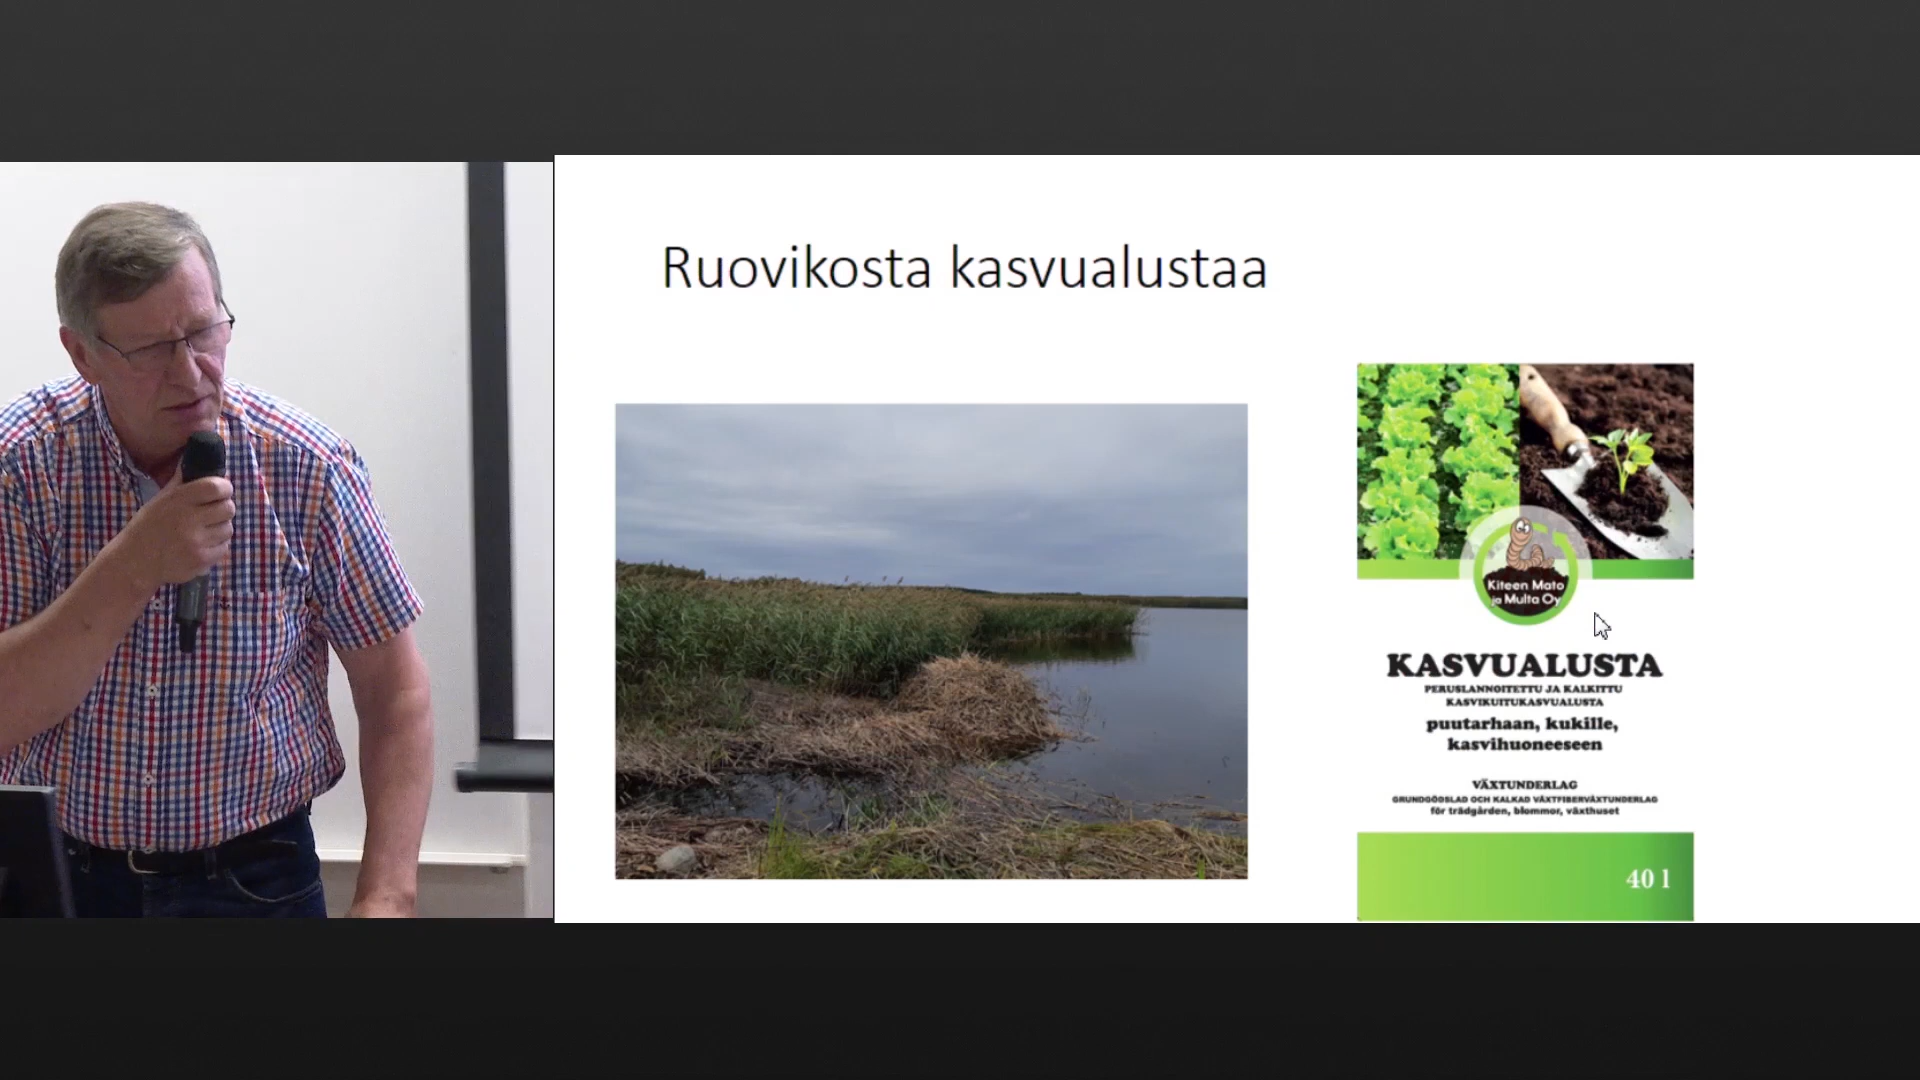 Ruovikosta kasvualustaa
Kiteen Mato
ja Multa Oy
KASVUALUSTA
PERUSLANNOITETTU JA KALKITTU
KASVIKUITUKASVUALUSTA
puutarhaan, kukille,
kasvihuoneeseen
VÄXTUNDERLAG
GRUNDGÖDSLAD OCH KALKAD VÄXTFIBERVÄXTUNDERLAG
för trädgården, blommor, växthuset
40 l